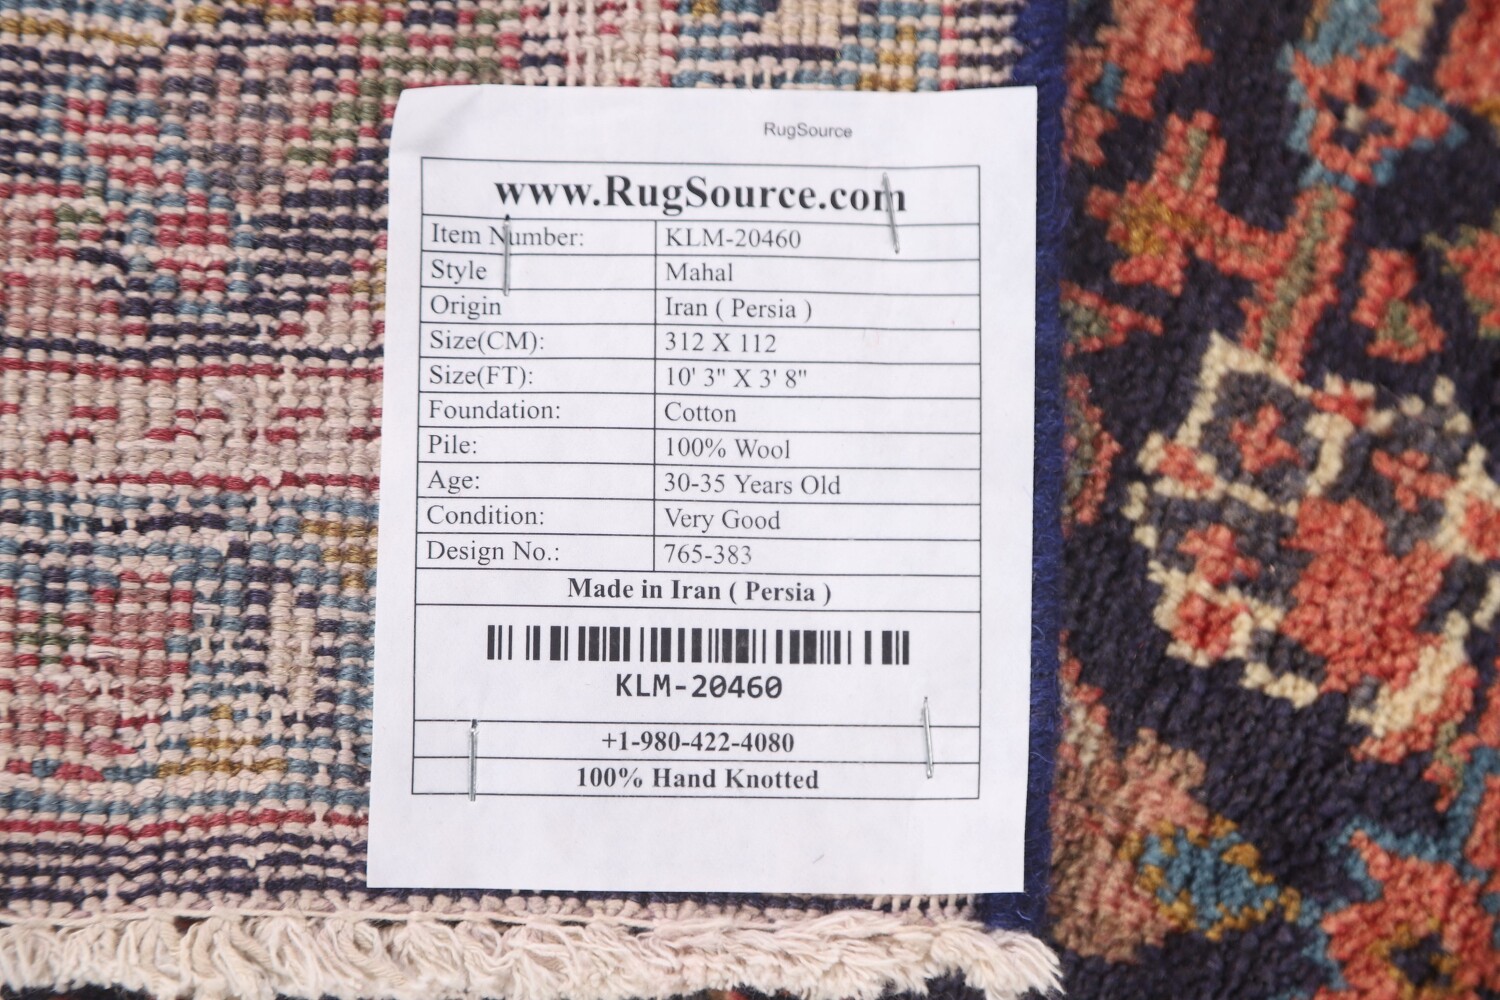 RugSource
www.RugSource.com
Item Number: KLM-20460
Style Mahal
Origin Iran ( Persia )
Size(CM): 312 X 112
Size(FT): 10' 3" X 3' 8"
Foundation: Cotton
Pile: 100% Wool
Age: 30-35 Years Old
Condition: Very Good
Design No.: 765-383
Made in Iran ( Persia )
KLM-20460
+1-980-422-4080
100% Hand Knotted